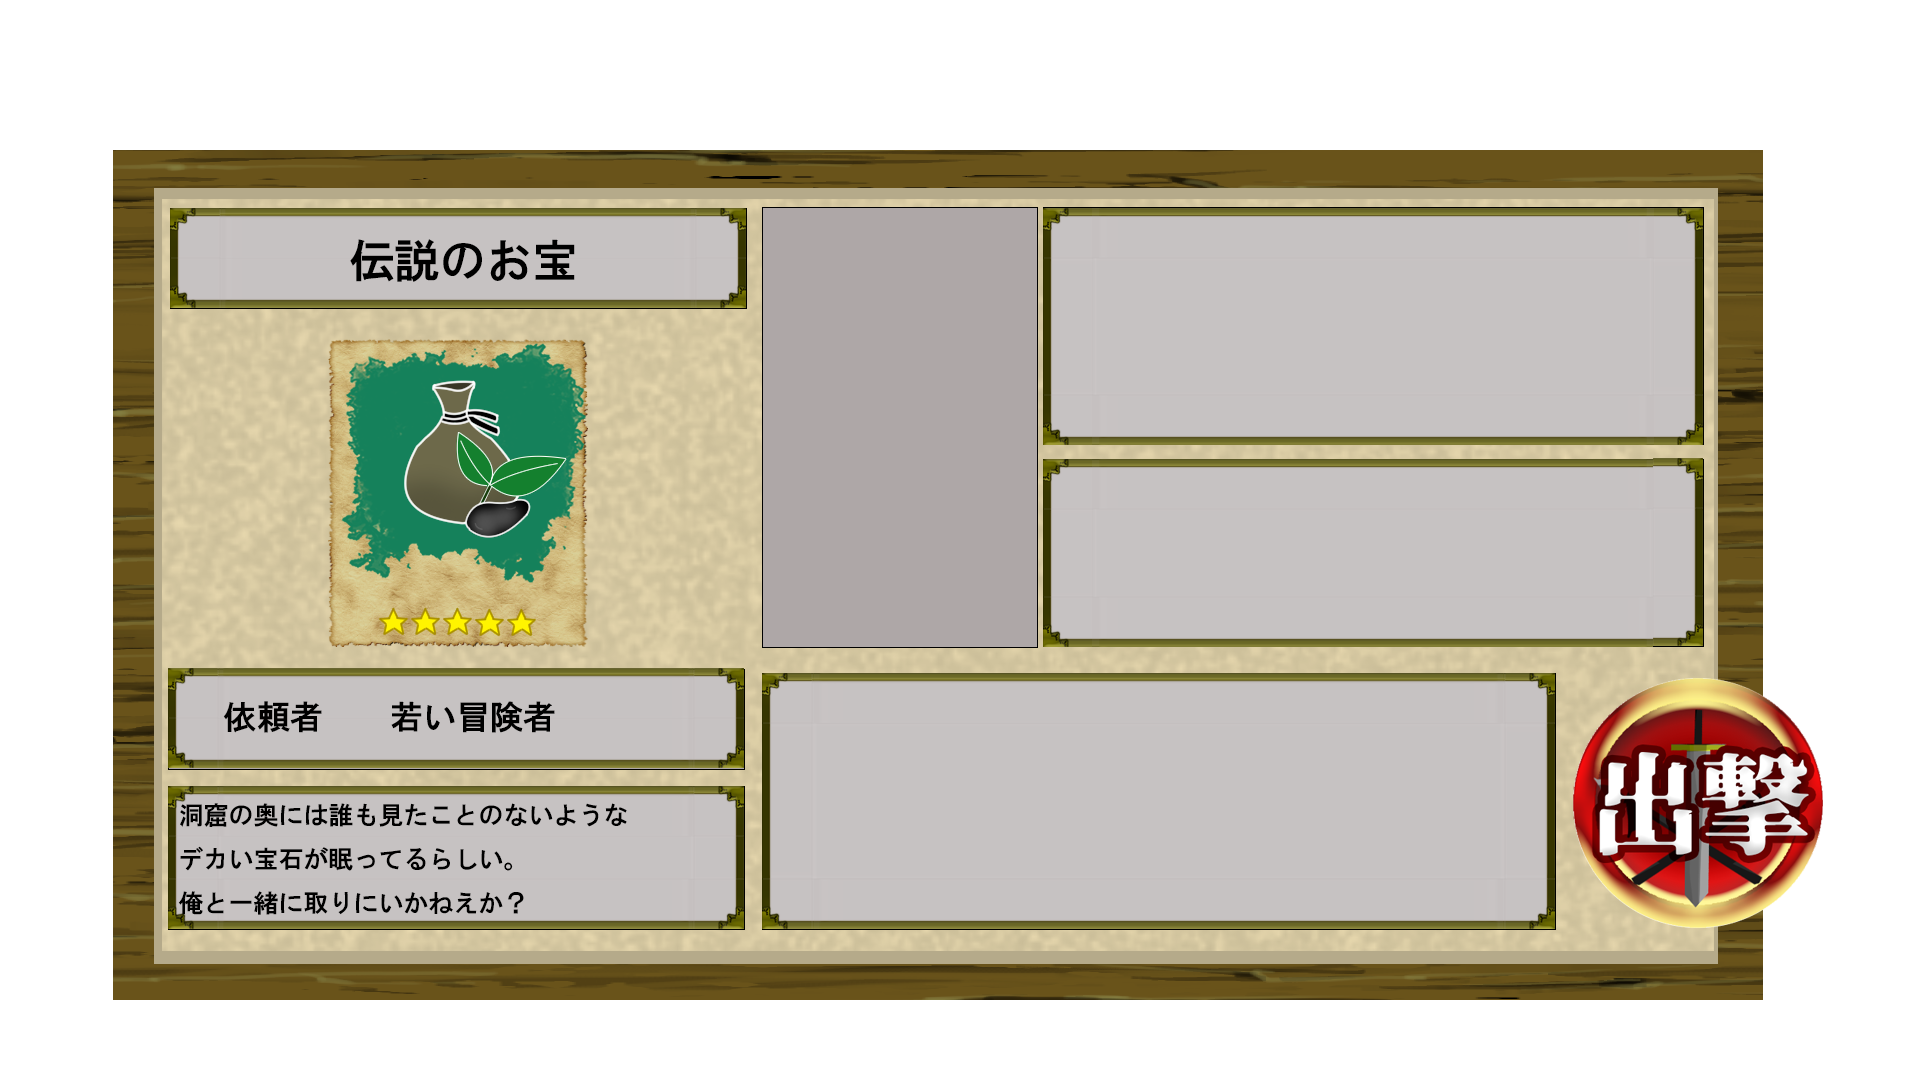 伝説のお宝
依頼者　　若い冒険者
洞窟の奥には誰も見たことのないような
デカい宝石が眠ってるらしい。
俺と一緒に取りにいかねえか？
出撃